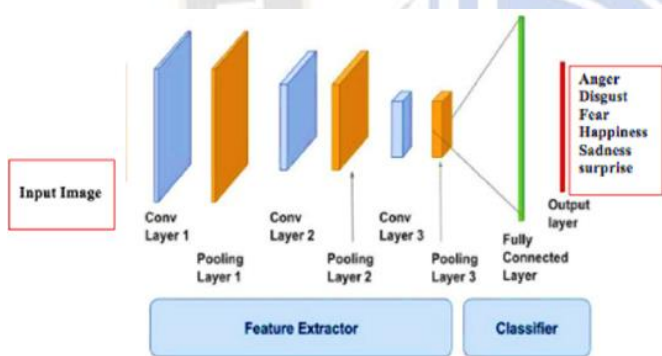 Input Image
Conv
Layer 1
Pooling
Layer 1
Conv
Layer 2
Pooling
Layer 2
Conv
Layer 3
Pooling
Layer 3
Fully
Connected
Layer
Output
layer
Anger
Disgust
Fear
Happiness
Sadness
surprise
Feature Extractor
Classifier